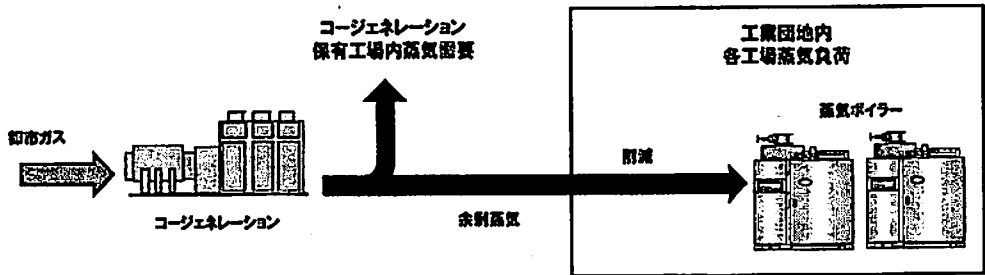 コージェネレーション
保有工場内蒸気需要
工業団地内
各工場蒸気負荷
蒸気ボイラー
都市ガス
削減
コージェネレーション
余剰蒸気